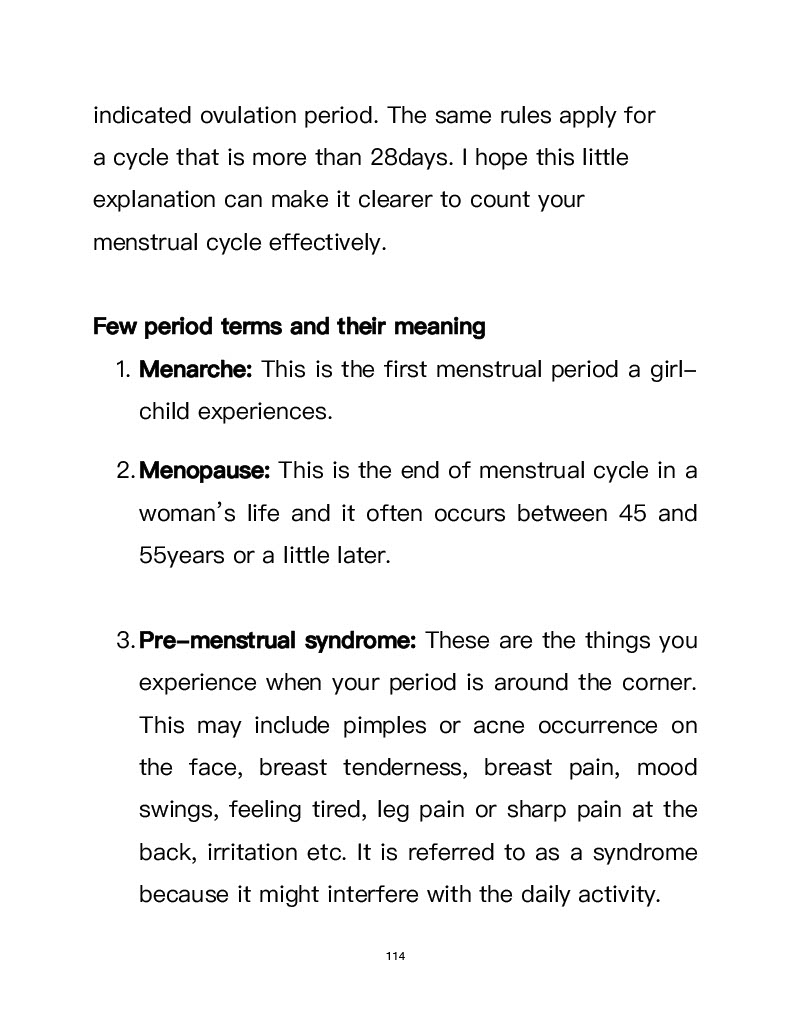 indicated ovulation period. The same rules apply for
a cycle that is more than 28days. I hope this little
explanation can make it clearer to count your
menstrual cycle effectively.
Few period terms and their meaning
1. Menarche: This is the first menstrual period a girl-
child experiences.
2. Menopause: This is the end of menstrual cycle in a
woman's life and it often occurs between 45 and
55years or a little later.
3. Pre-menstrual syndrome: These are the things you
experience when your period is around the corner.
This may include pimples or acne occurrence on
the face, breast tenderness, breast pain, mood
swings, feeling tired, leg pain or sharp pain at the
back, irritation etc. It is referred to as a syndrome
because it might interfere with the daily activity.
114